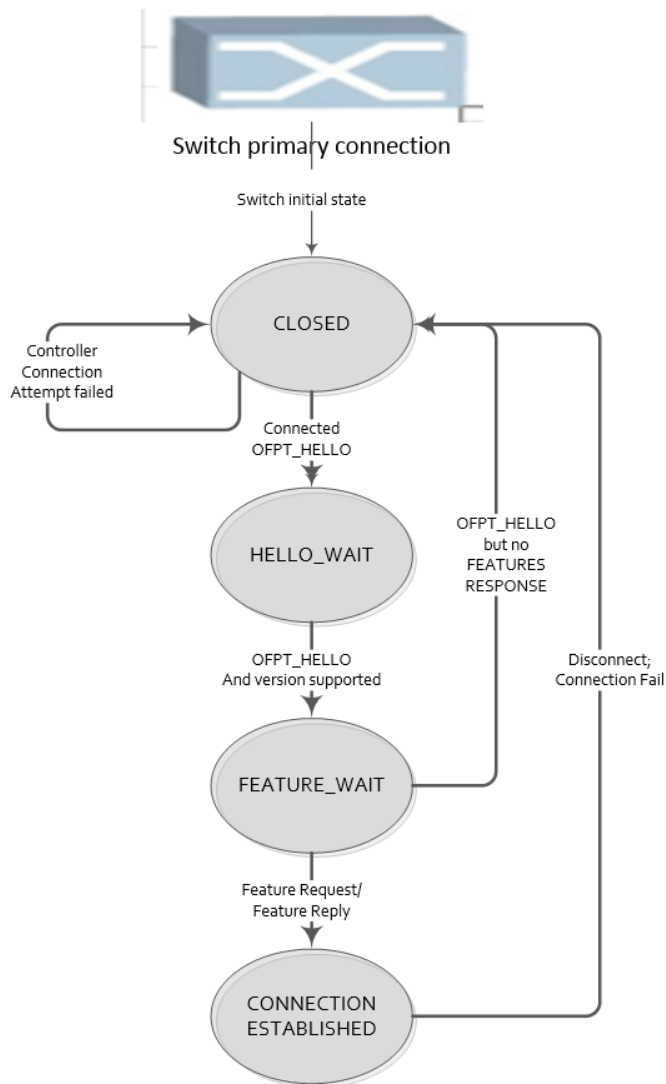 Switch primary connection
Switch initial state
CLOSED
Controller
Connection
Attempt failed
Connected
OFPT_HELLO
HELLO_WAIT
OFPT_HELLO
but no
FEATURES
RESPONSE
OFPT_HELLO
And version supported
Disconnect;
Connection Fail
FEATURE_WAIT
Feature Request/
Feature Reply
CONNECTION
ESTABLISHED